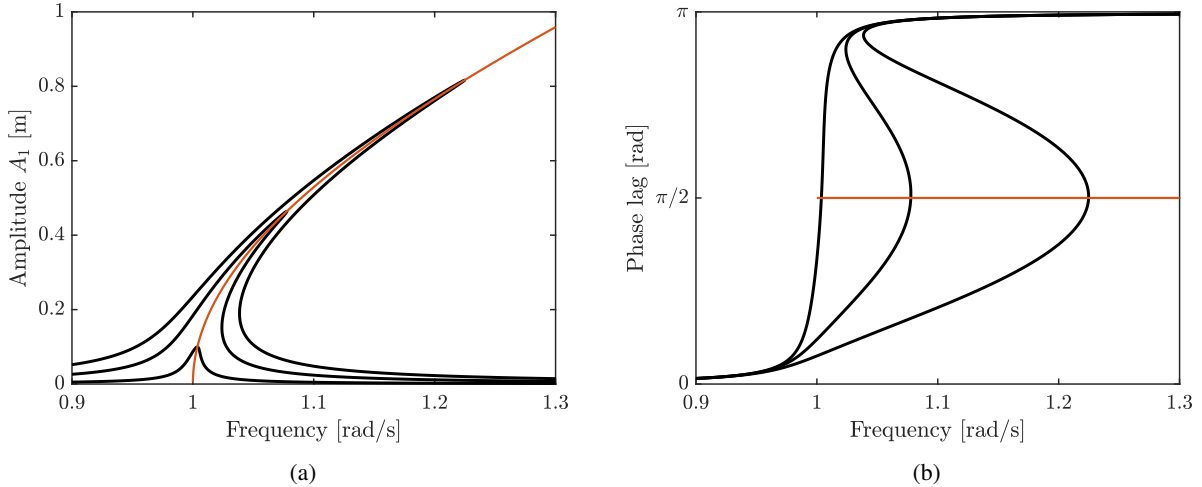 1
0.8
0.6
0.4
0.2
0
Amplitude A₁ [m]
0.9
1
1.1
1.2
1.3
Frequency [rad/s]
(a)
π
π/2
0
Phase lag [rad]
0.9
1
1.1
1.2
1.3
Frequency [rad/s]
(b)